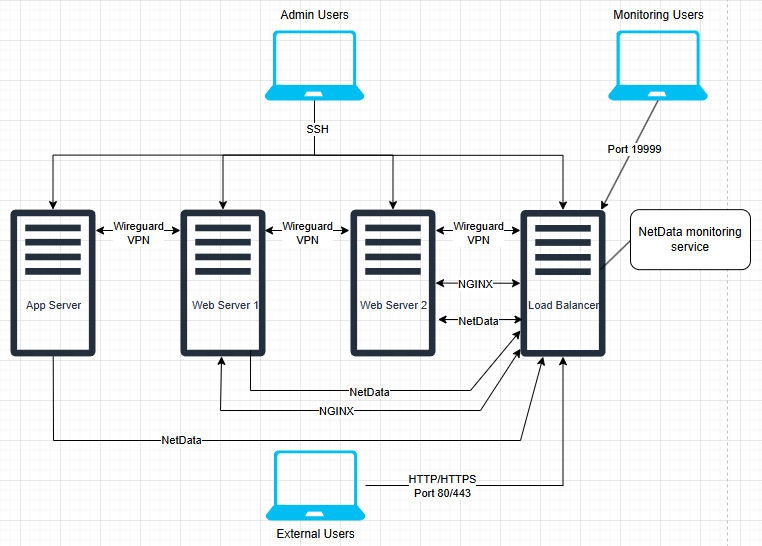 Admin Users
Monitoring Users
SSH
Port 19999
Wireguard
VPN
Wireguard
VPN
Wireguard
VPN
NetData monitoring
service
NGINX
App Server
Web Server 1
Web Server 2
Load Balancer
NetData
NetData
NGINX
NetData
HTTP/HTTPS
Port 80/443
External Users